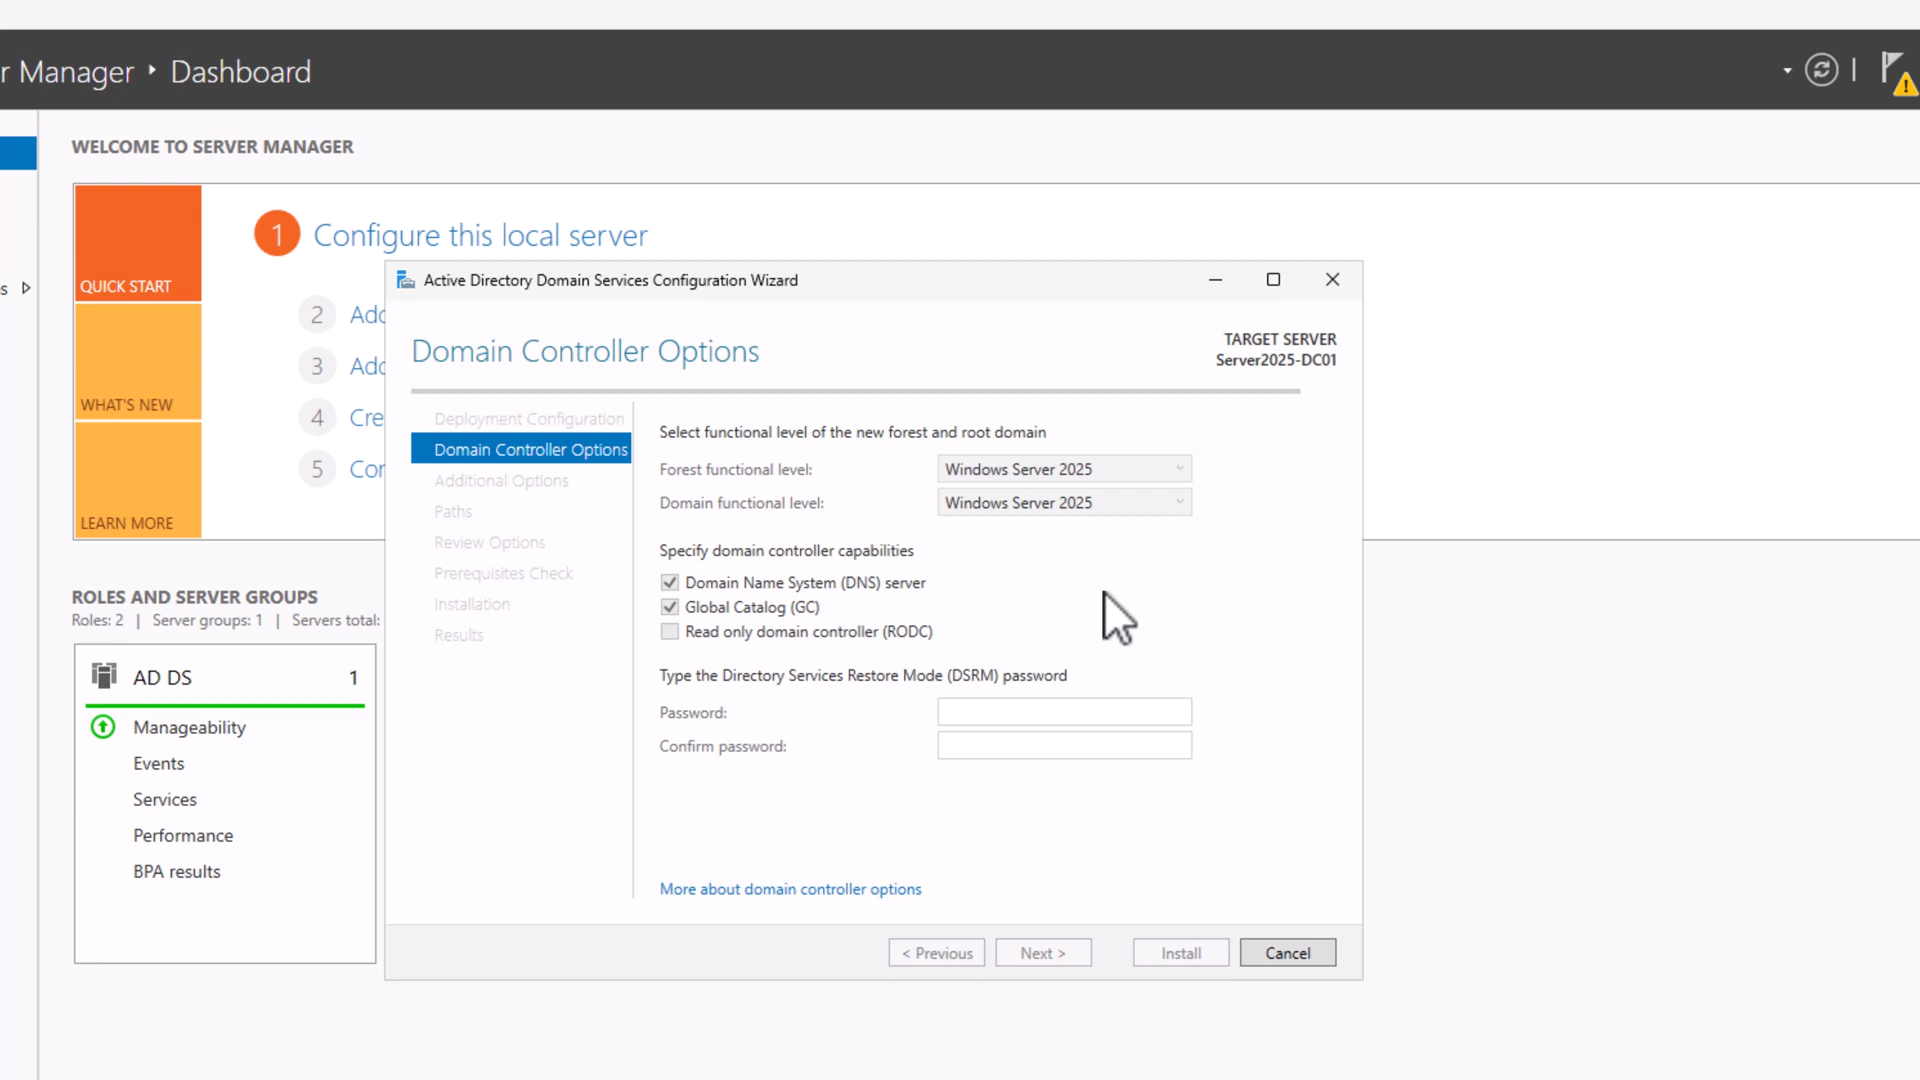 r Manager ‣ Dashboard
WELCOME TO SERVER MANAGER
QUICK START
WHAT'S NEW
LEARN MORE
1 Configure this local server
2 Add
3 Add
4 Cre
5 Con
s
ROLES AND SERVER GROUPS
Roles: 2 | Server groups: 1 | Servers total:
AD DS 1
Manageability
Events
Services
Performance
BPA results
Active Directory Domain Services Configuration Wizard
Domain Controller Options
TARGET SERVER
Server2025-DC01
Deployment Configuration
Domain Controller Options
Additional Options
Paths
Review Options
Prerequisites Check
Installation
Results
Select functional level of the new forest and root domain
Forest functional level: Windows Server 2025
Domain functional level: Windows Server 2025
Specify domain controller capabilities
Domain Name System (DNS) server
Global Catalog (GC)
Read only domain controller (RODC)
Type the Directory Services Restore Mode (DSRM) password
Password:
Confirm password:
More about domain controller options
< Previous Next > Install Cancel